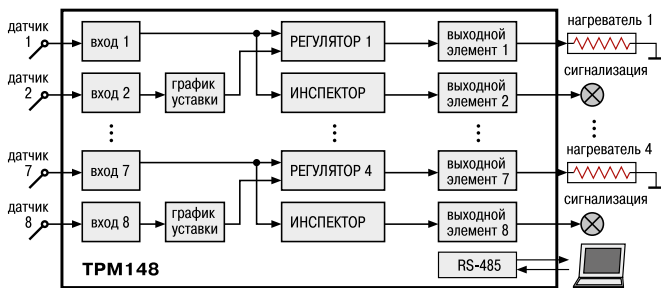 датчик 1
вход 1
РЕГУЛЯТОР 1
выходной элемент 1
нагреватель 1
датчик 2
вход 2
график уставки
ИНСПЕКТОР
выходной элемент 2
сигнализация
датчик 7
вход 7
РЕГУЛЯТОР 4
выходной элемент 7
нагреватель 4
датчик 8
вход 8
график уставки
ИНСПЕКТОР
выходной элемент 8
сигнализация
ТРМ148
RS-485